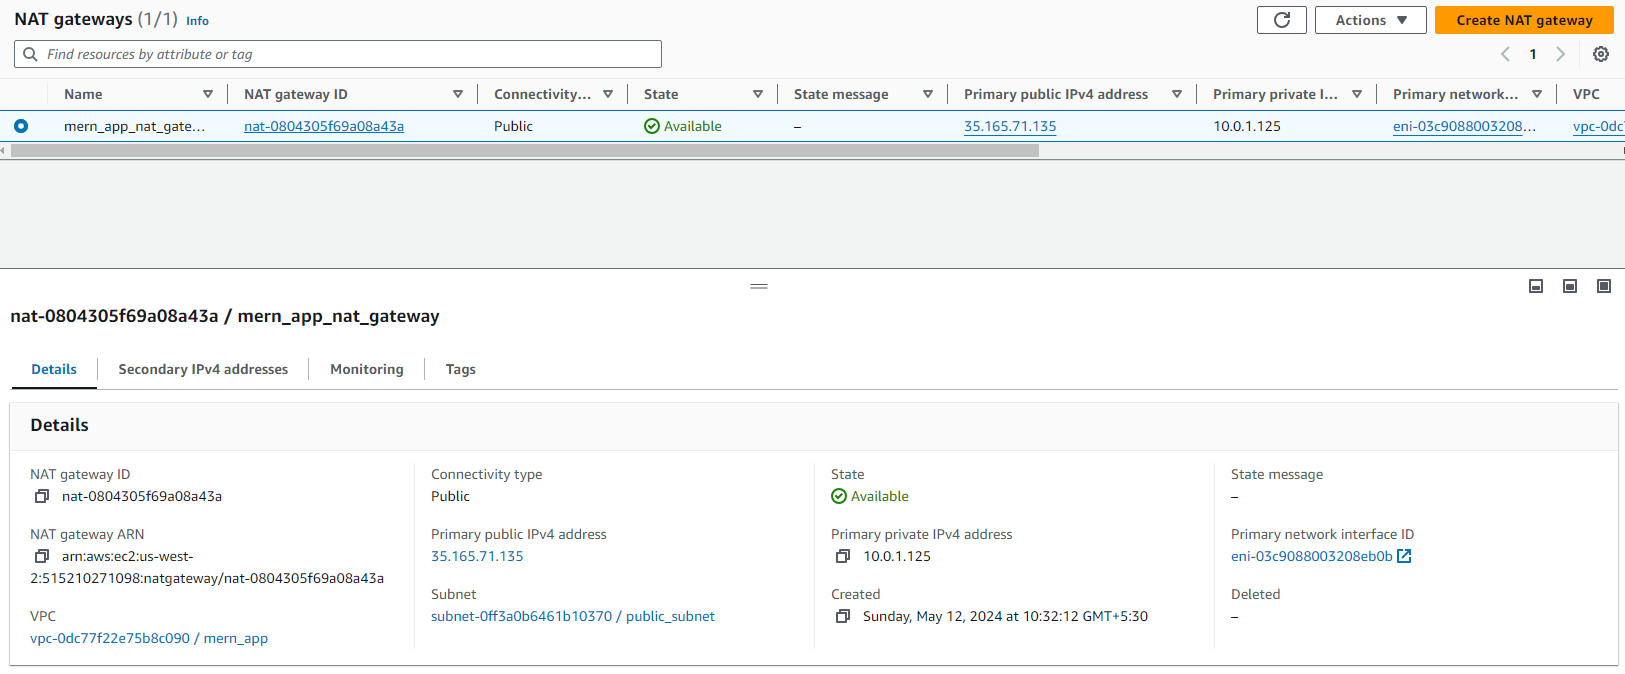 NAT gateways (1/1) Info
Actions
Create NAT gateway
Find resources by attribute or tag
1
Name NAT gateway ID Connectivity... State State message Primary public IPv4 address Primary private I... Primary network... VPC
mern_app_nat_gate... nat-0804305f69a08a43a Public Available – 35.165.71.135 10.0.1.125 eni-03c9088003208... vpc-0dc7
nat-0804305f69a08a43a / mern_app_nat_gateway
Details Secondary IPv4 addresses Monitoring Tags
Details
NAT gateway ID
nat-0804305f69a08a43a
NAT gateway ARN
arn:aws:ec2:us-west-
2:515210271098:natgateway/nat-0804305f69a08a43a
VPC
vpc-0dc77f22e75b8c090 / mern_app
Connectivity type
Public
Primary public IPv4 address
35.165.71.135
Subnet
subnet-0ff3a0b6461b10370 / public_subnet
State
Available
Primary private IPv4 address
10.0.1.125
Created
Sunday, May 12, 2024 at 10:32:12 GMT+5:30
State message
–
Primary network interface ID
eni-03c9088003208eb0b
Deleted
–